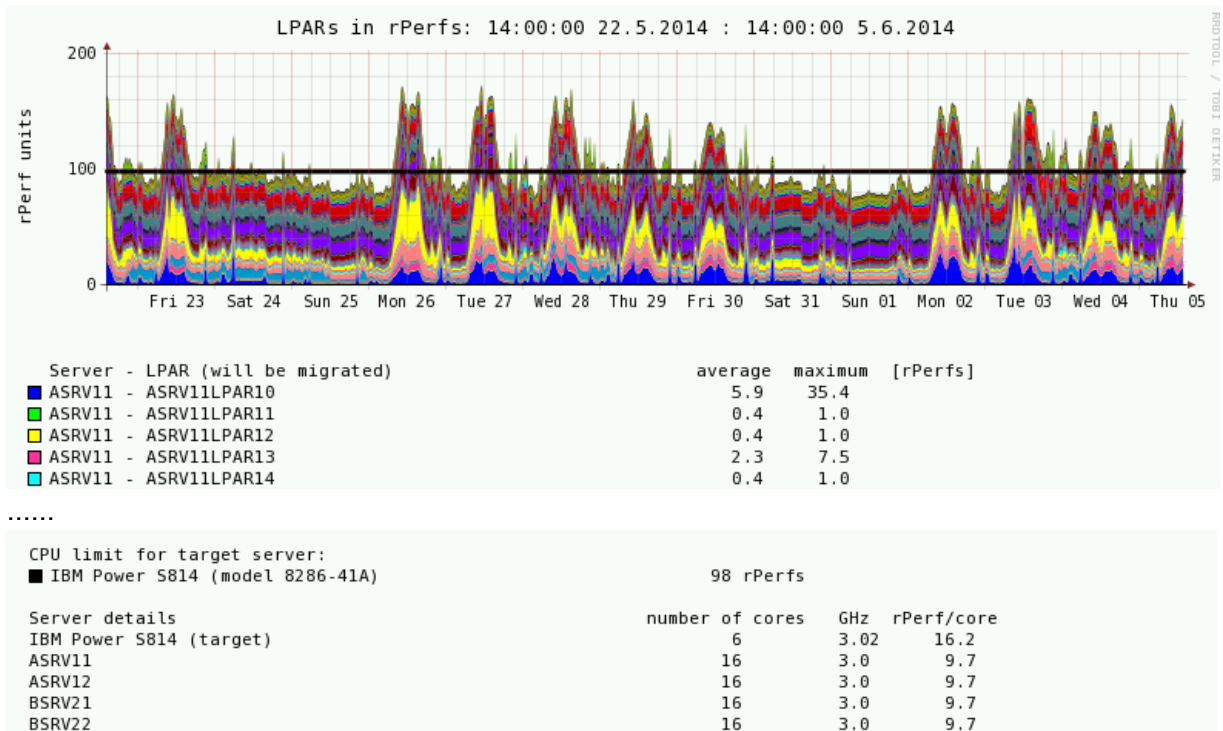 LPARs in rPerfs: 14:00:00 22.5.2014 : 14:00:00 5.6.2014
RRDTOOL / TOBI OETIKER
rPerf units
200
100
0
Fri 23 Sat 24 Sun 25 Mon 26 Tue 27 Wed 28 Thu 29 Fri 30 Sat 31 Sun 01 Mon 02 Tue 03 Wed 04 Thu 05
Server - LPAR (will be migrated) average maximum [rPerfs]
ASRV11 - ASRV11LPAR10 5.9 35.4
ASRV11 - ASRV11LPAR11 0.4 1.0
ASRV11 - ASRV11LPAR12 0.4 1.0
ASRV11 - ASRV11LPAR13 2.3 7.5
ASRV11 - ASRV11LPAR14 0.4 1.0
......
CPU limit for target server:
IBM Power S814 (model 8286-41A) 98 rPerfs
Server details number of cores GHz rPerf/core
IBM Power S814 (target) 6 3.02 16.2
ASRV11 16 3.0 9.7
ASRV12 16 3.0 9.7
BSRV21 16 3.0 9.7
BSRV22 16 3.0 9.7